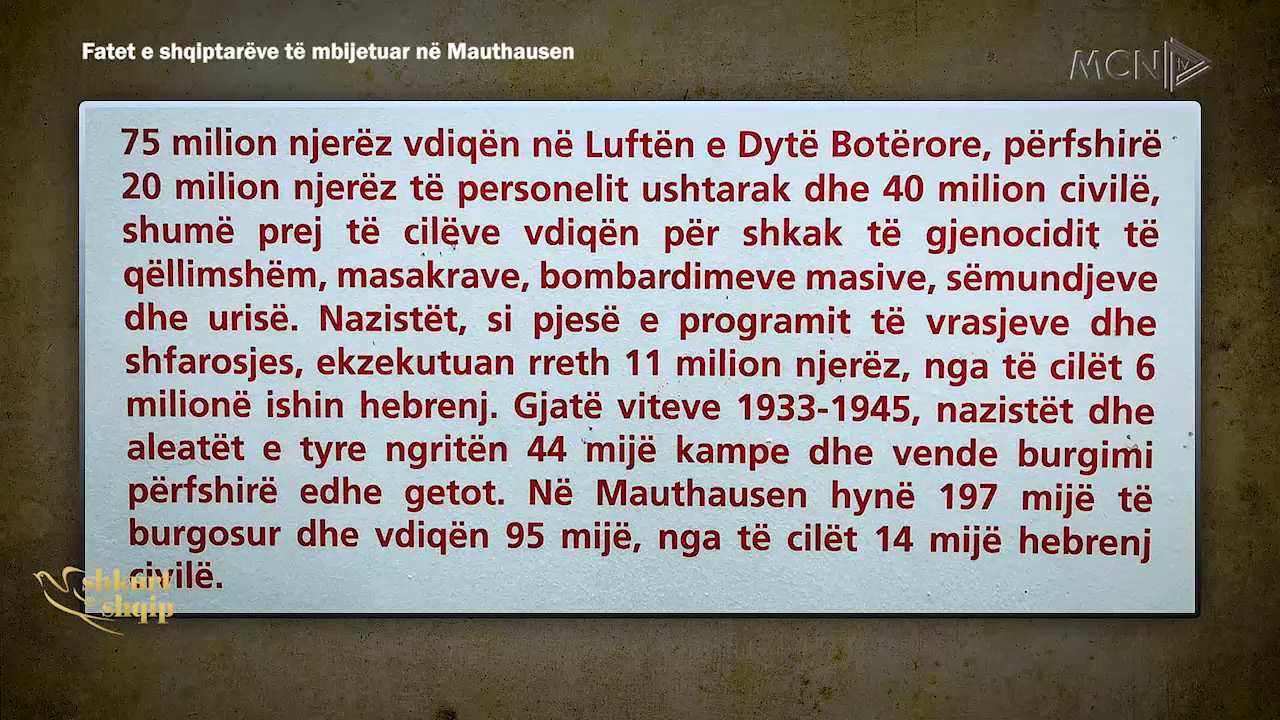 Fatet e shqiptarëve të mbijetuar në Mauthausen
MCN tv
75 milion njerëz vdiqën në Luftën e Dytë Botërore, përfshirë
20 milion njerëz të personelit ushtarak dhe 40 milion civilë,
shumë prej të cilëve vdiqën për shkak të gjenocidit të
qëllimshëm, masakrave, bombardimeve masive, sëmundjeve
dhe urisë. Nazistët, si pjesë e programit të vrasjeve dhe
shfarosjes, ekzekutuan rreth 11 milion njerëz, nga të cilët 6
milionë ishin hebrenj. Gjatë viteve 1933-1945, nazistët dhe
aleatët e tyre ngritën 44 mijë kampe dhe vende burgimi
përfshirë edhe getot. Në Mauthausen hynë 197 mijë të
burgosur dhe vdiqën 95 mijë, nga të cilët 14 mijë hebrenj
civilë.
shkurt
e shqip